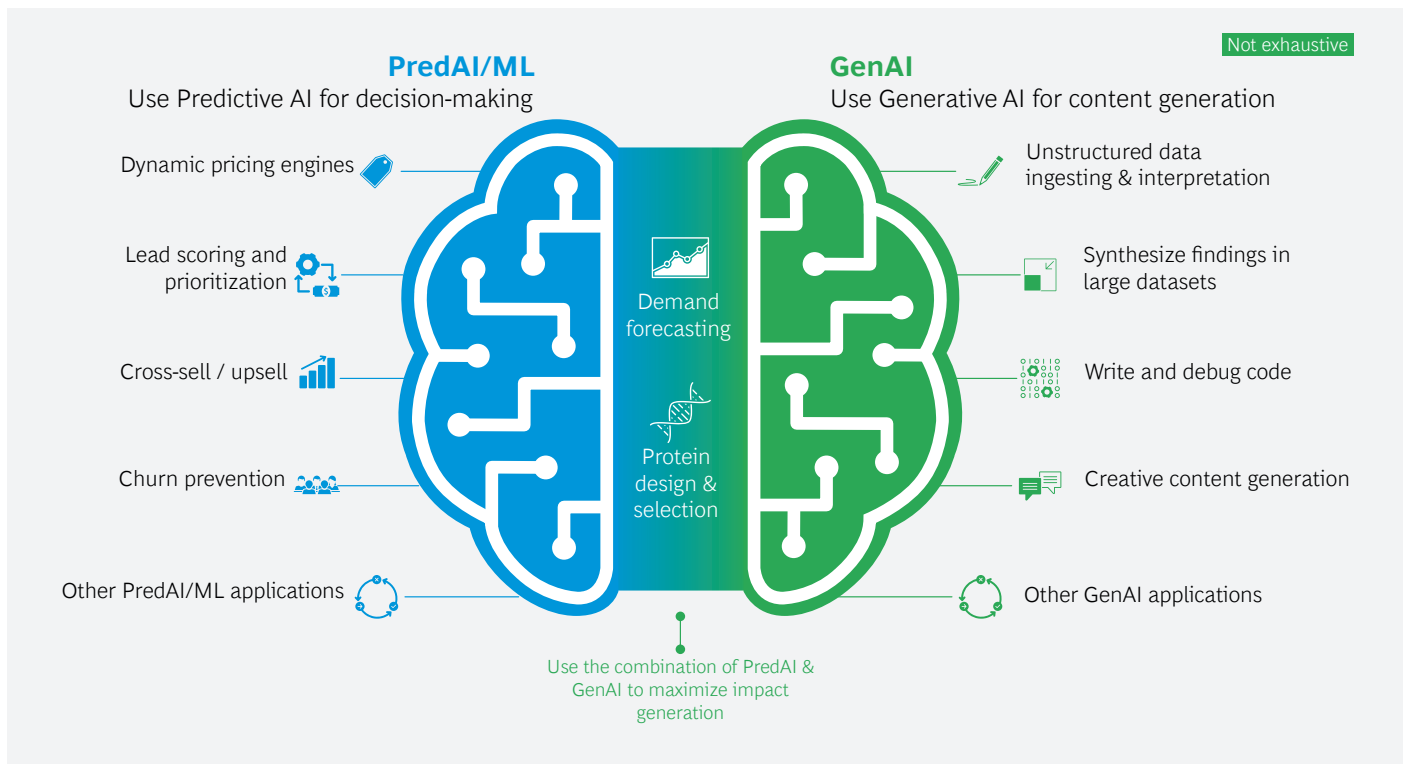 Not exhaustive
PredAI/ML
Use Predictive AI for decision-making
Dynamic pricing engines
Lead scoring and
prioritization
$
Cross-sell / upsell
Churn prevention
Other PredAI/ML applications
Demand
forecasting
Protein
design &
selection
Use the combination of PredAI &
GenAI to maximize impact
generation
GenAI
Use Generative AI for content generation
Unstructured data
ingesting & interpretation
Synthesize findings in
large datasets
Write and debug code
Creative content generation
Other GenAI applications